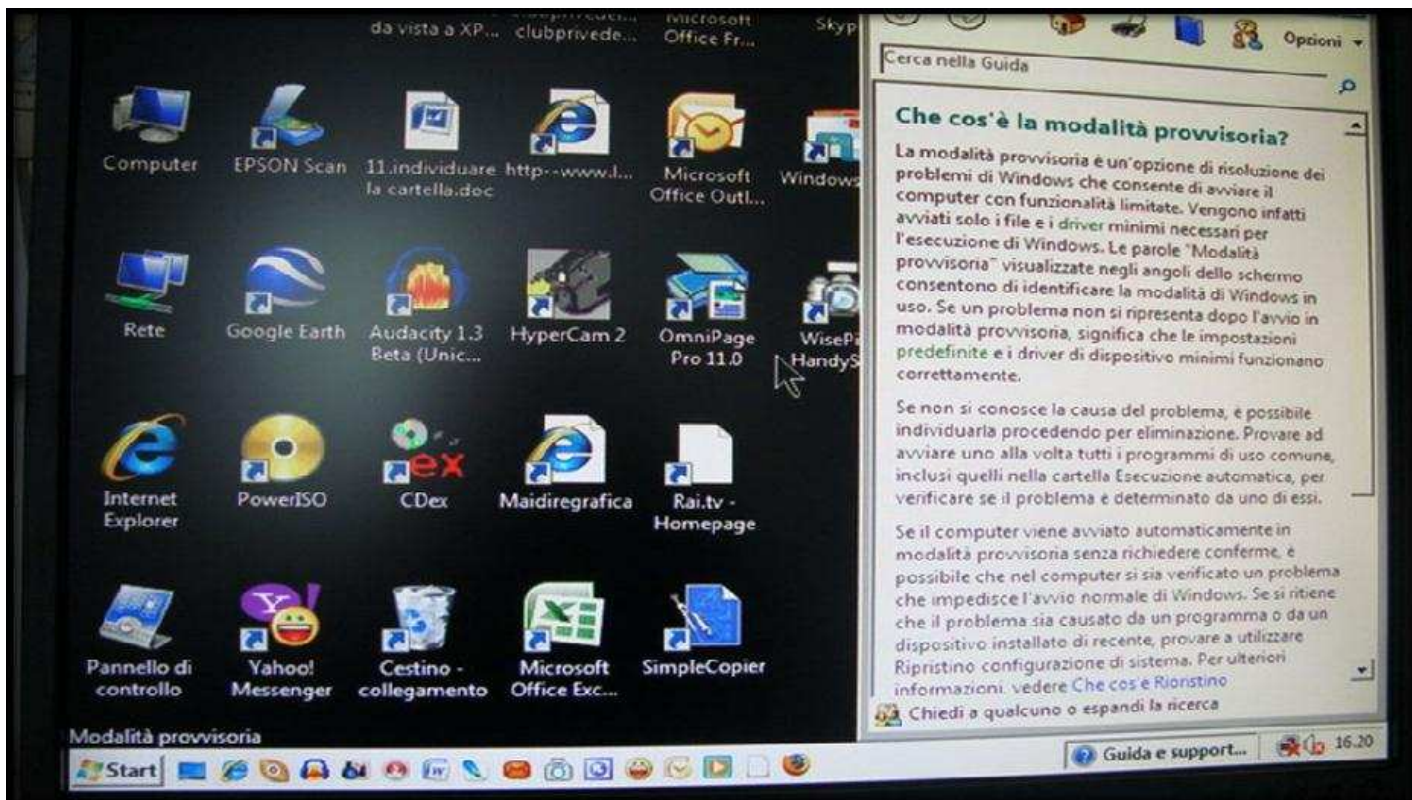 da vista a XP...
clubprivede...
Microsoft
Office Fr...
Skyp
Computer
EPSON Scan
11.individuare
la cartella.doc
http--www.l...
Microsoft
Office Outl...
Windows
Rete
Google Earth
Audacity 1.3
Beta (Unic...
HyperCam 2
OmniPage
Pro 11.0
WisePi
HandyS
Internet
Explorer
PowerISO
CDex
Maidiregrafica
Rai.tv -
Homepage
Pannello di
controllo
Yahoo!
Messenger
Cestino -
collegamento
Microsoft
Office Exc...
SimpleCopier
Modalità provvisoria
Opzioni
Cerca nella Guida
Che cos'è la modalità provvisoria?
La modalità provvisoria è un'opzione di risoluzione dei
problemi di Windows che consente di avviare il
computer con funzionalità limitate. Vengono infatti
avviati solo i file e i driver minimi necessari per
l'esecuzione di Windows. Le parole "Modalità
provvisoria" visualizzate negli angoli dello schermo
consentono di identificare la modalità di Windows in
uso. Se un problema non si ripresenta dopo l'avvio in
modalità provvisoria, significa che le impostazioni
predefinite e i driver di dispositivo minimi funzionano
correttamente.
Se non si conosce la causa del problema, è possibile
individuarla procedendo per eliminazione. Provare ad
avviare uno alla volta tutti i programmi di uso comune,
inclusi quelli nella cartella Esecuzione automatica, per
verificare se il problema è determinato da uno di essi.
Se il computer viene avviato automaticamente in
modalità provvisoria senza richiedere conferme, è
possibile che nel computer si sia verificato un problema
che impedisce l'avvio normale di Windows. Se si ritiene
che il problema sia causato da un programma o da un
dispositivo installato di recente, provare a utilizzare
Ripristino configurazione di sistema. Per ulteriori
informazioni, vedere Che cos'è Ripristino
Chiedi a qualcuno o espandi la ricerca
Start
Guida e support...
16.20